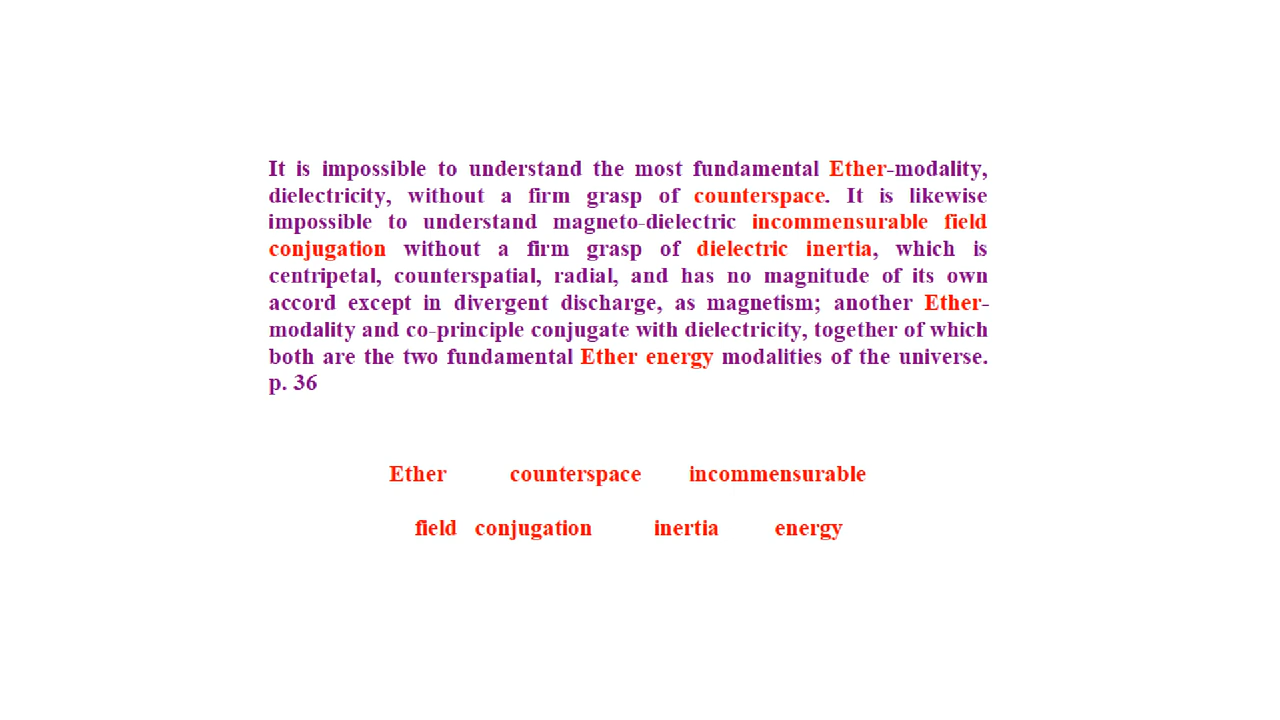 It is impossible to understand the most fundamental Ether-modality,
dielectricity, without a firm grasp of counterspace. It is likewise
impossible to understand magneto-dielectric incommensurable field
conjugation without a firm grasp of dielectric inertia, which is
centripetal, counterspatial, radial, and has no magnitude of its own
accord except in divergent discharge, as magnetism; another Ether-
modality and co-principle conjugate with dielectricity, together of which
both are the two fundamental Ether energy modalities of the universe.
p. 36
Ether counterspace incommensurable
field conjugation inertia energy